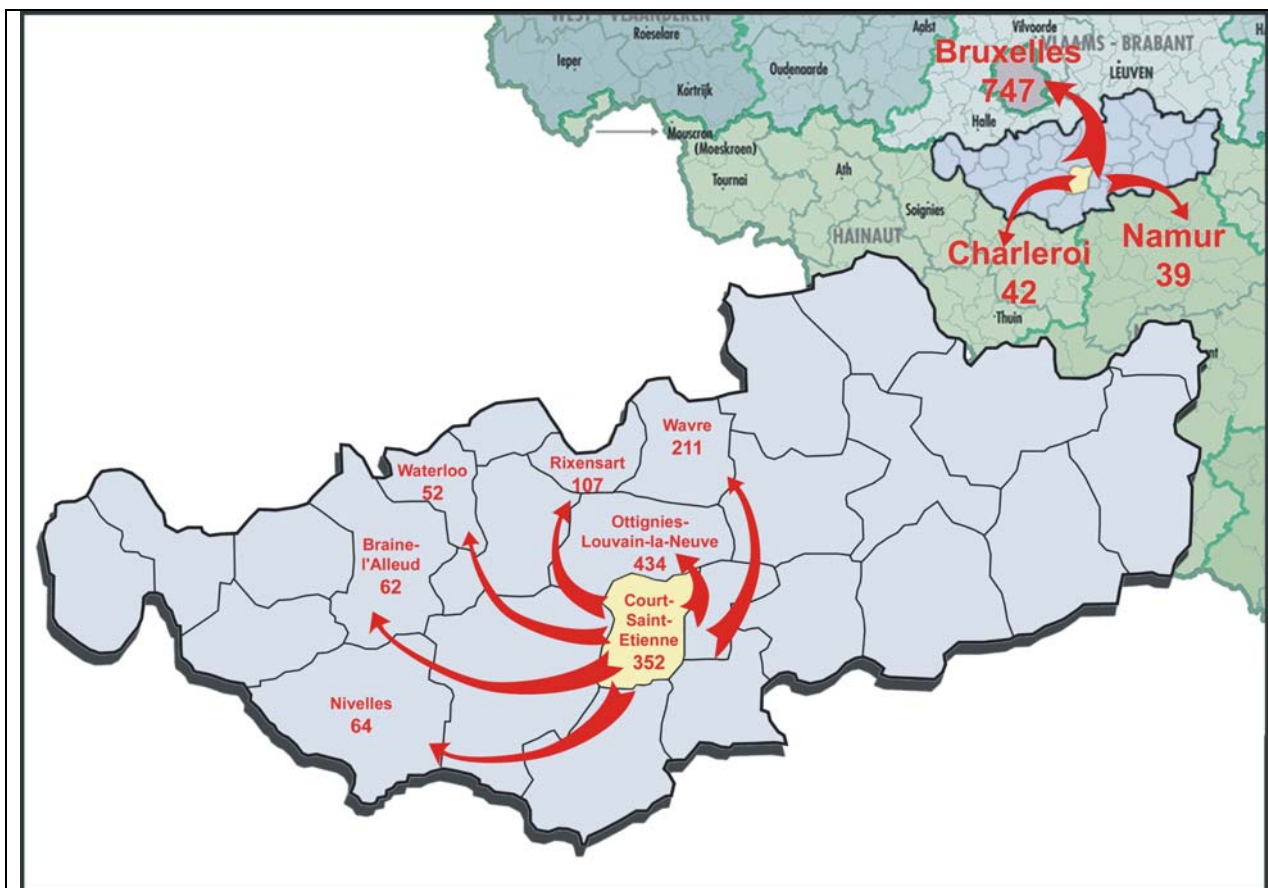 WEST - VLAANDEREN
Roeselare
Ieper
Kortrijk
Aalst
Oudenaarde
Vilvoorde
VLAAMS - BRABANT
Bruxelles
747
LEUVEN
Halle
Mouscron
(Moeskroen)
Tournai
Ath
Soignies
HAINAUT
Charleroi
42
Namur
39
Thuin
Wavre
211
Rixensart
107
Waterloo
52
Ottignies-
Louvain-la-Neuve
434
Braine-
l'Alleud
62
Court-
Saint-
Etienne
352
Nivelles
64